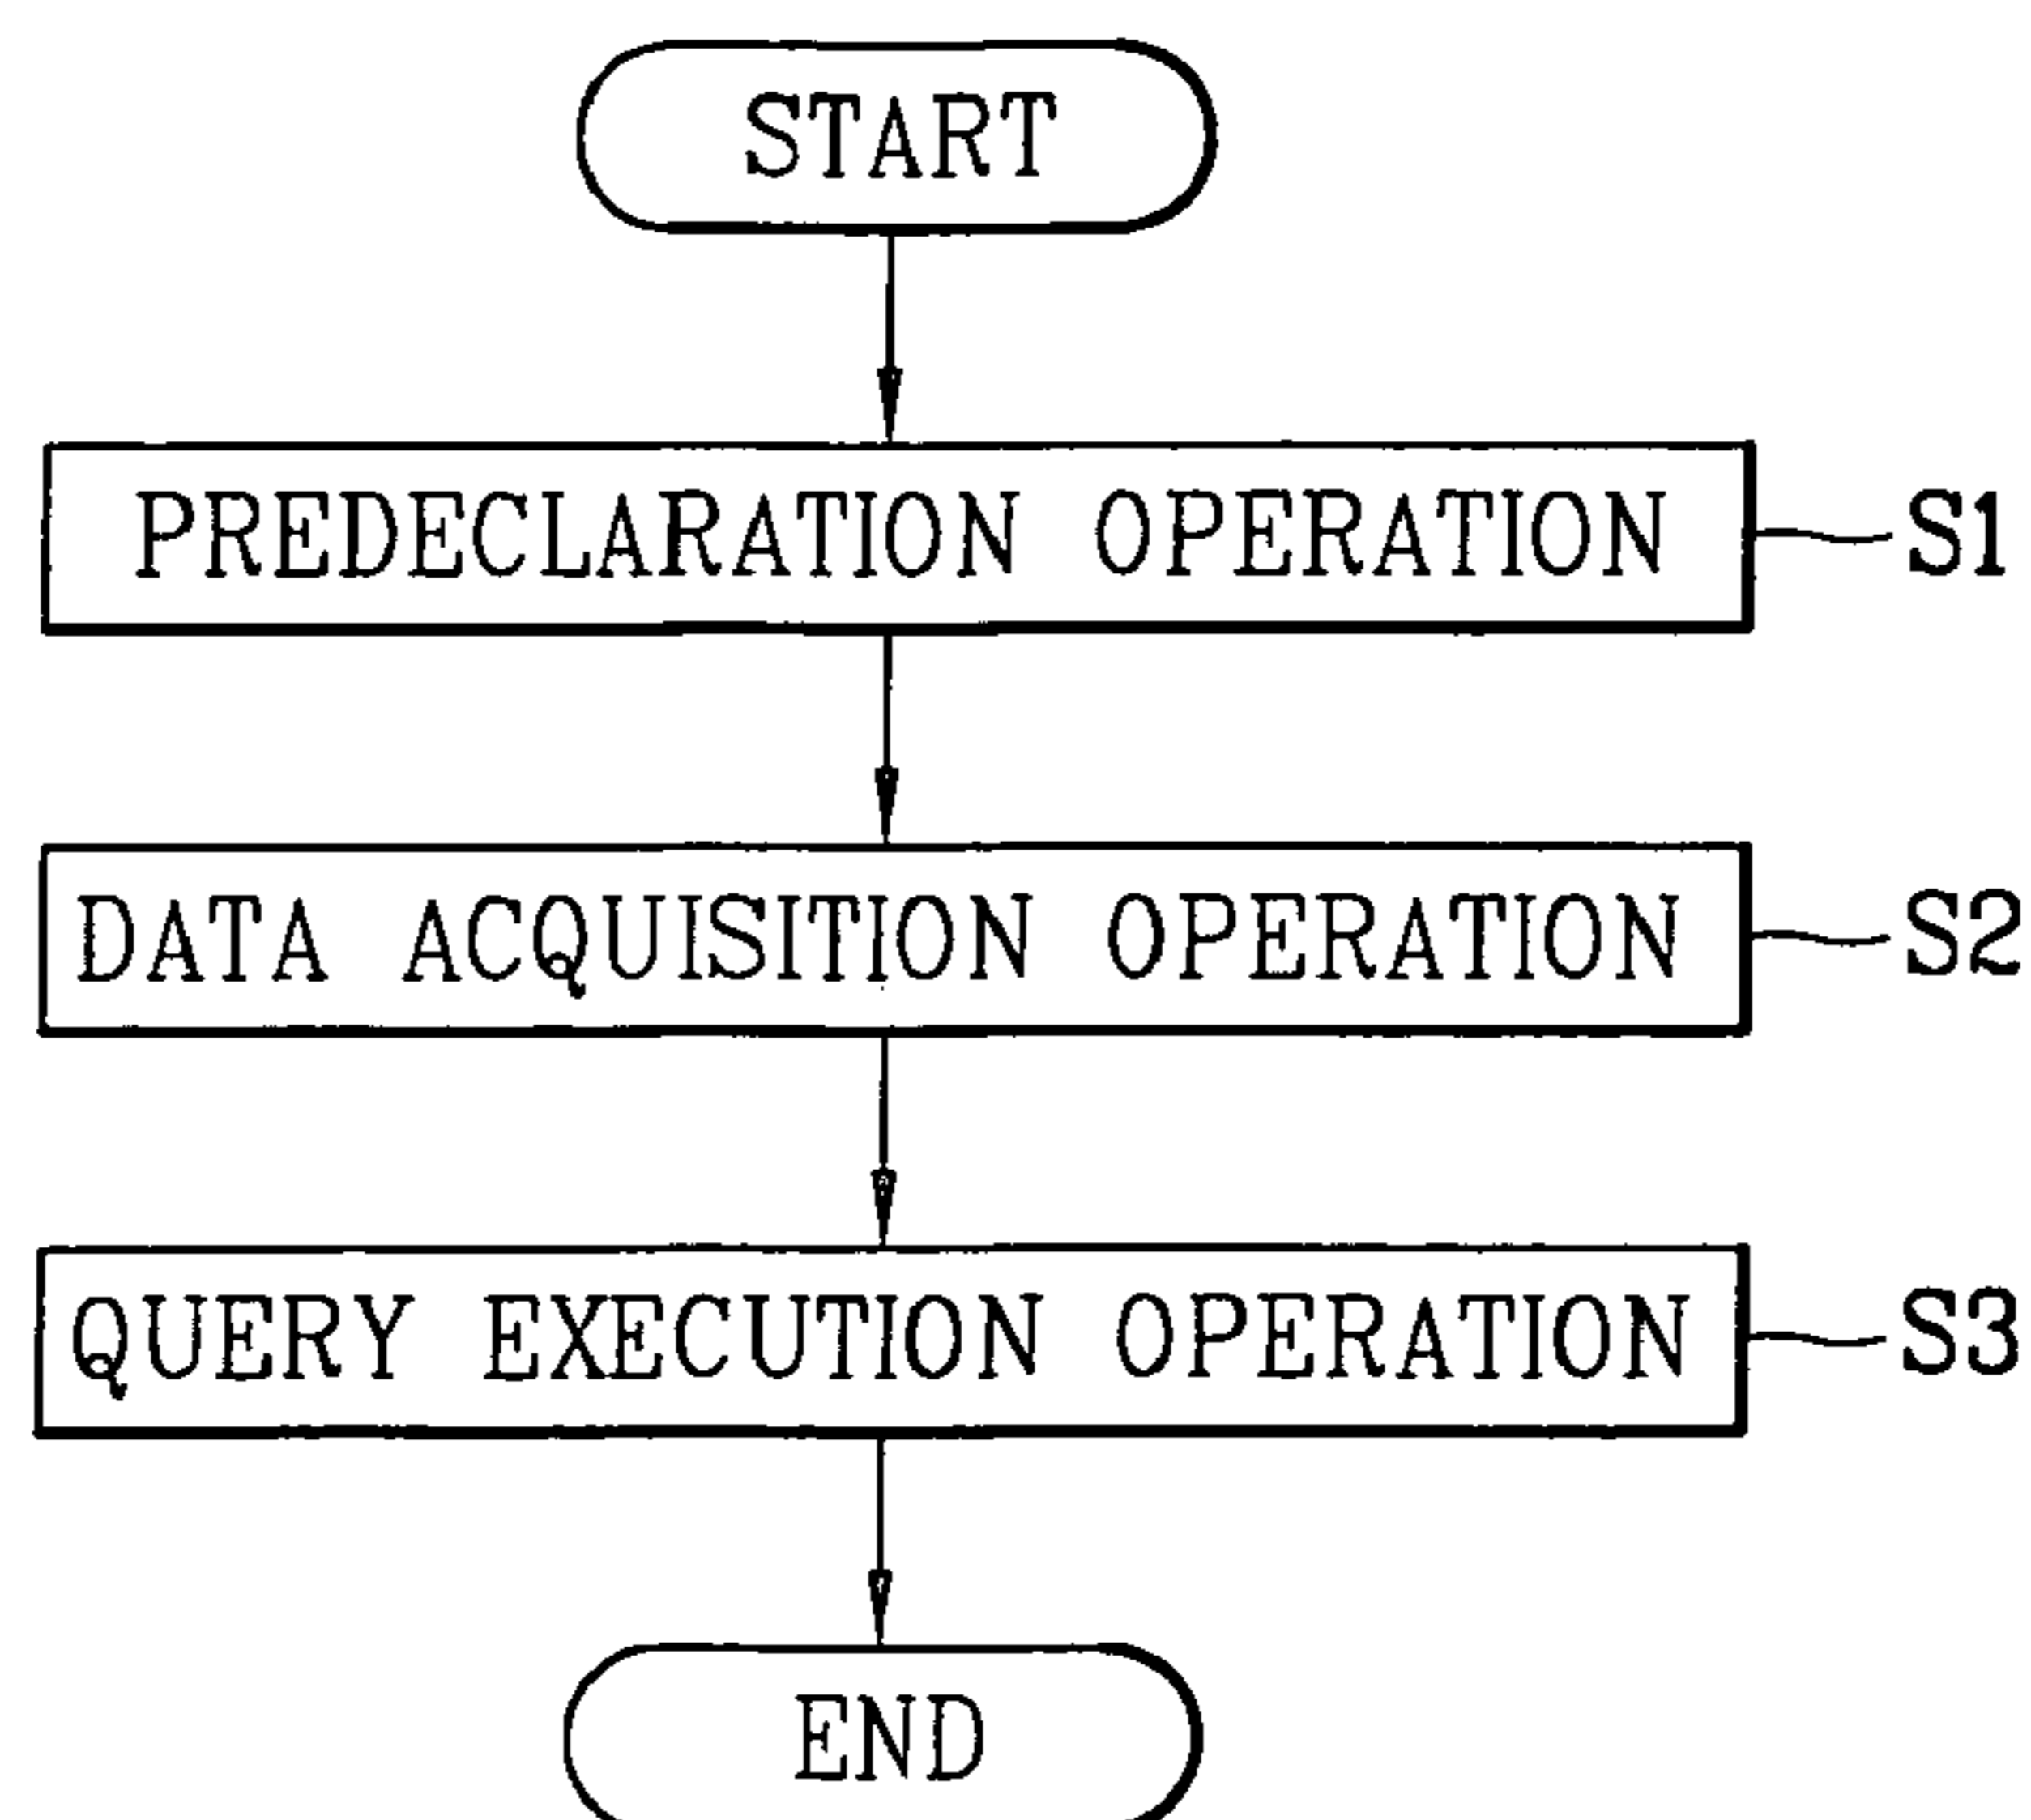 START
PREDECLARATION OPERATION S1
DATA ACQUISITION OPERATION S2
QUERY EXECUTION OPERATION S3
END